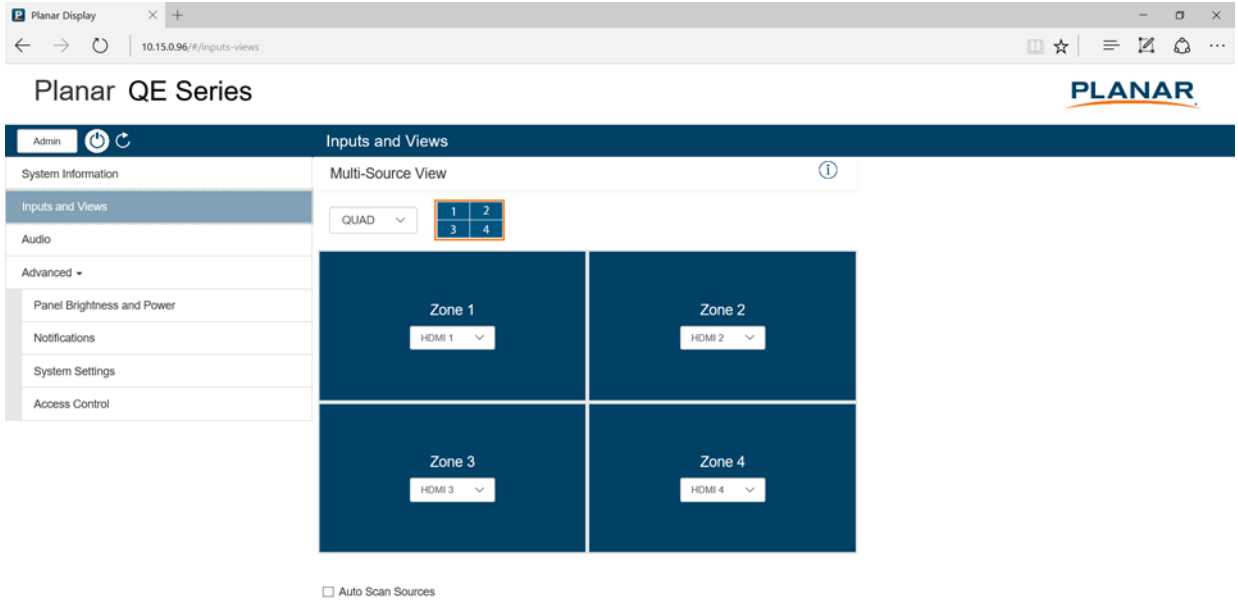 Planar Display
10.15.0.96/#/inputs-views
Planar QE Series
PLANAR
Admin
Inputs and Views
System Information
Inputs and Views
Audio
Advanced
Panel Brightness and Power
Notifications
System Settings
Access Control
Multi-Source View
QUAD
1 2
3 4
Zone 1
HDMI 1
Zone 2
HDMI 2
Zone 3
HDMI 3
Zone 4
HDMI 4
Auto Scan Sources